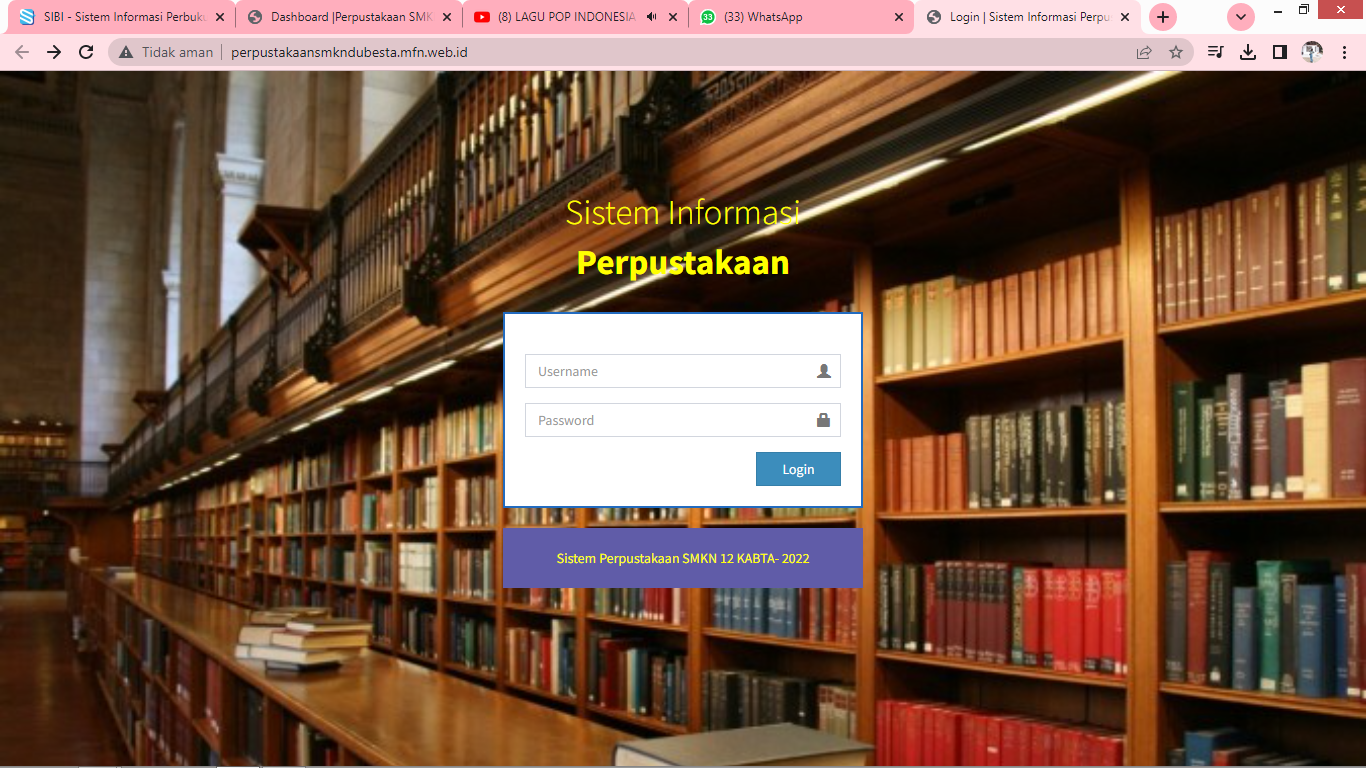 SIBI - Sistem Informasi Perbuku
Dashboard |Perpustakaan SMK
(8) LAGU POP INDONESIA
33
(33) WhatsApp
Login | Sistem Informasi Perpu
Tidak aman
perpustakaansmkndubesta.mfn.web.id
Sistem Informasi
Perpustakaan
Username
Password
Login
Sistem Perpustakaan SMKN 12 KABTA- 2022